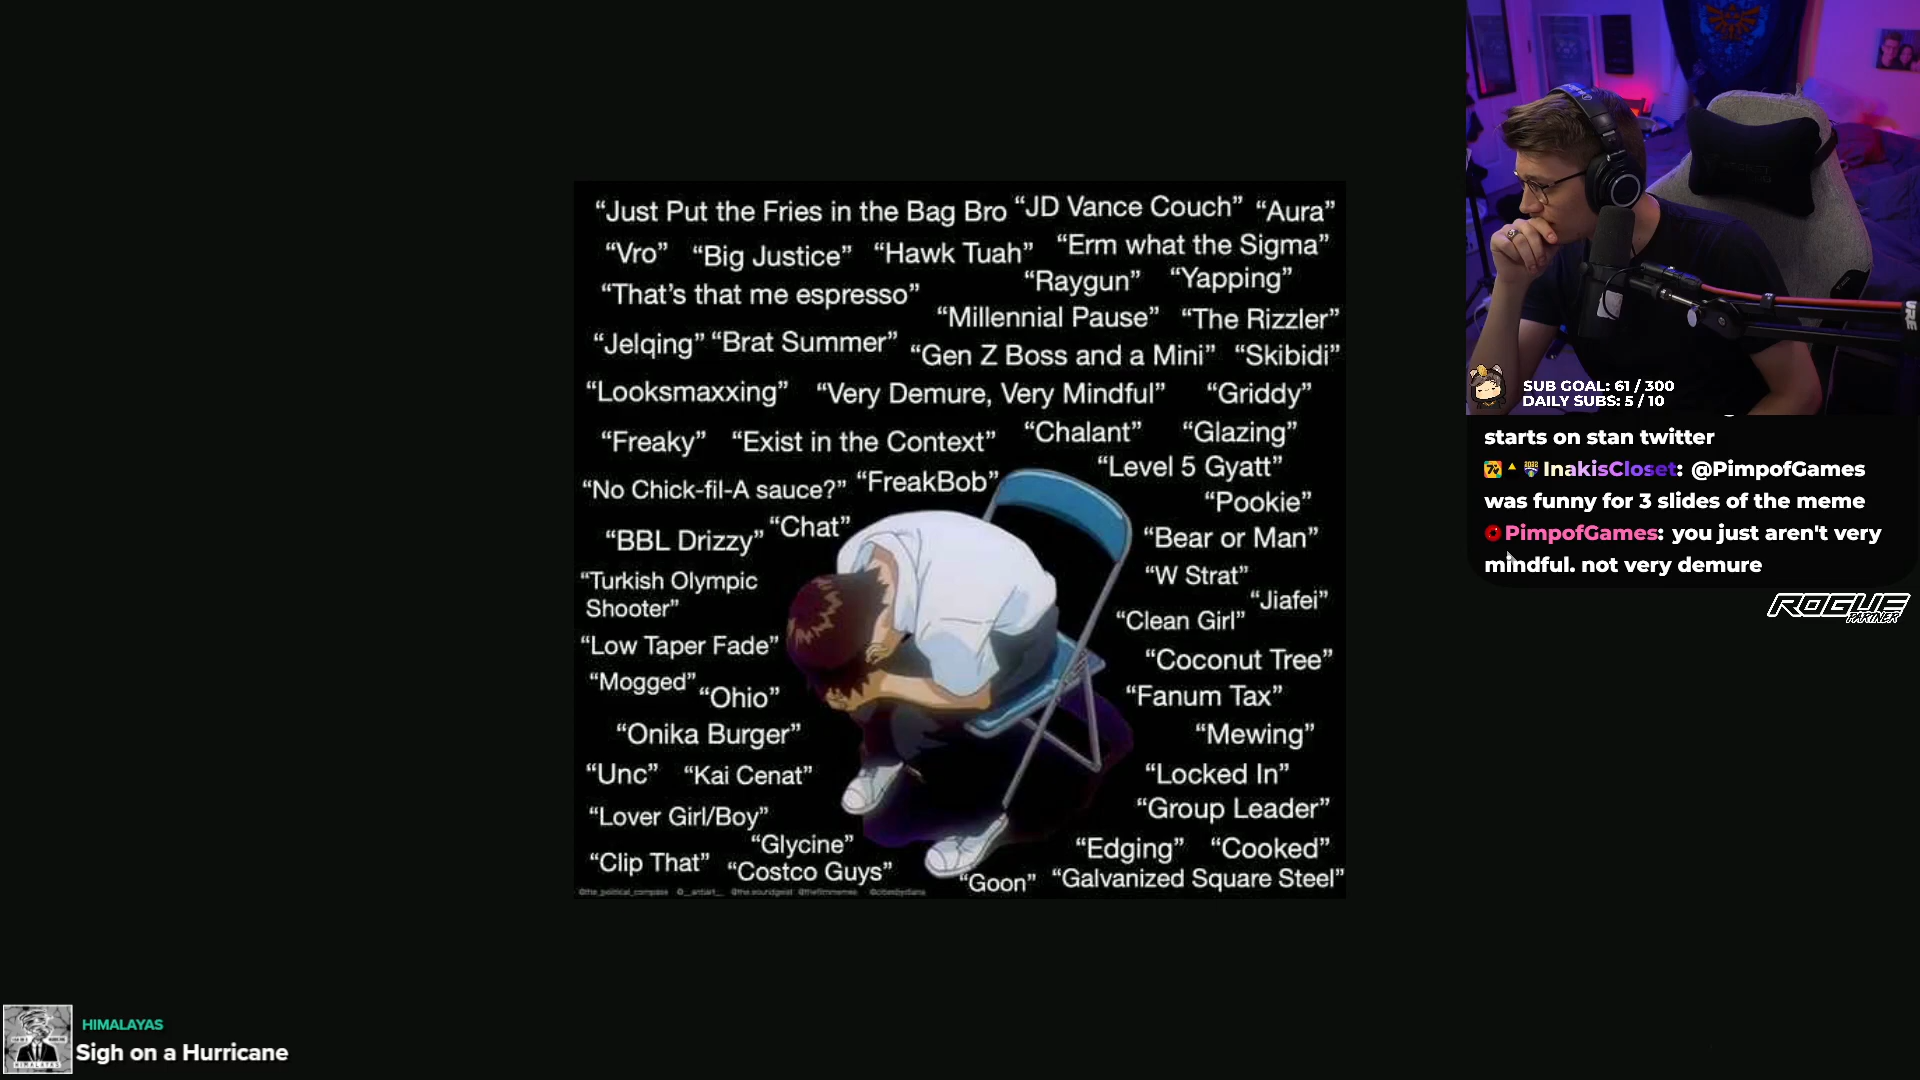 “Just Put the Fries in the Bag Bro “JD Vance Couch” “Aura”
“Vro” “Big Justice” “Hawk Tuah” “Erm what the Sigma”
“That’s that me espresso” “Raygun” “Yapping”
“Millennial Pause” “The Rizzler”
“Jelqing” “Brat Summer” “Gen Z Boss and a Mini” “Skibidi”
“Looksmaxxing” “Very Demure, Very Mindful” “Griddy”
“Freaky” “Exist in the Context” “Chalant” “Glazing”
“Level 5 Gyatt”
“No Chick-fil-A sauce?” “FreakBob”
“Pookie”
“BBL Drizzy” “Chat”
“Bear or Man”
“Turkish Olympic
Shooter”
“W Strat”
“Jiafei”
“Clean Girl”
“Low Taper Fade”
“Coconut Tree”
“Mogged” “Ohio”
“Fanum Tax”
“Onika Burger”
“Mewing”
“Unc” “Kai Cenat”
“Locked In”
“Lover Girl/Boy”
“Group Leader”
“Glycine”
“Edging” “Cooked”
“Clip That” “Costco Guys”
“Goon” “Galvanized Square Steel”
SUB GOAL: 61 / 300
DAILY SUBS: 5 / 10
starts on stan twitter
InakisCloset: @PimpofGames
was funny for 3 slides of the meme
PimpofGames: you just aren't very
mindful. not very demure
ROGUE
PARTNER
HIMALAYAS
Sigh on a Hurricane